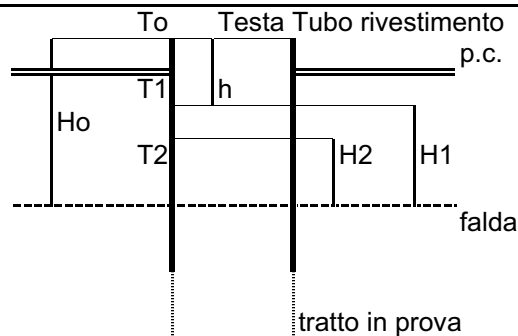 To Testa Tubo rivestimento
p.c.
T1 h
Ho
T2 H2 H1
falda
tratto in prova